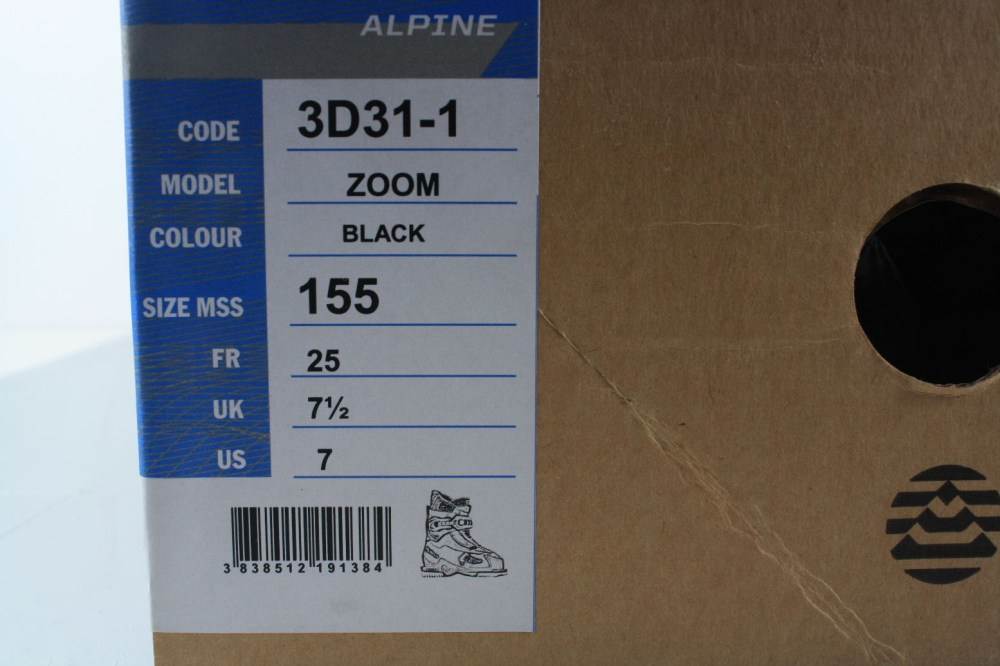 ALPINE
CODE 3D31-1
MODEL ZOOM
COLOUR BLACK
SIZE MSS 155
FR 25
UK 7½
US 7
3 838512 191384